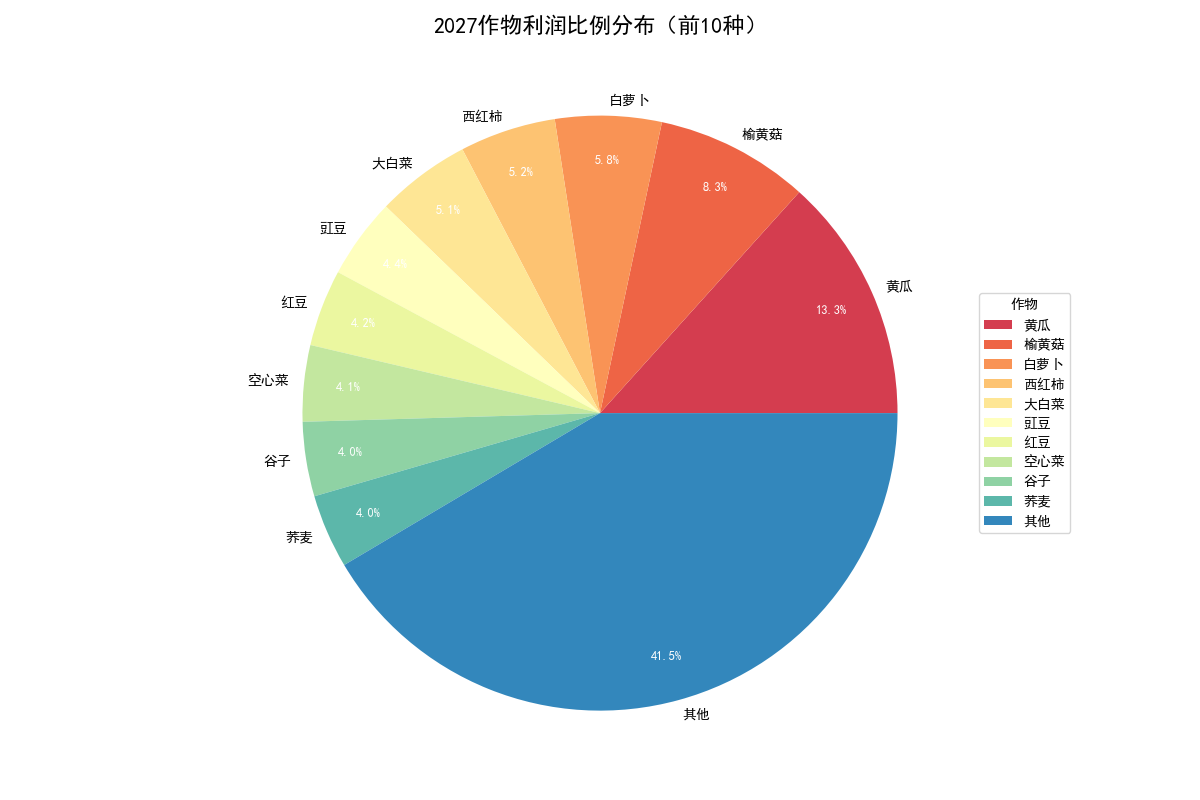 2027作物利润比例分布（前10种）
白萝卜
西红柿
榆黄菇
大白菜
豇豆
黄瓜
红豆
空心菜
谷子
荞麦
其他
5.8%
5.2%
8.3%
5.1%
13.3%
4.2%
4.1%
4.0%
4.0%
41.5%
作物
黄瓜
榆黄菇
白萝卜
西红柿
大白菜
豇豆
红豆
空心菜
谷子
荞麦
其他